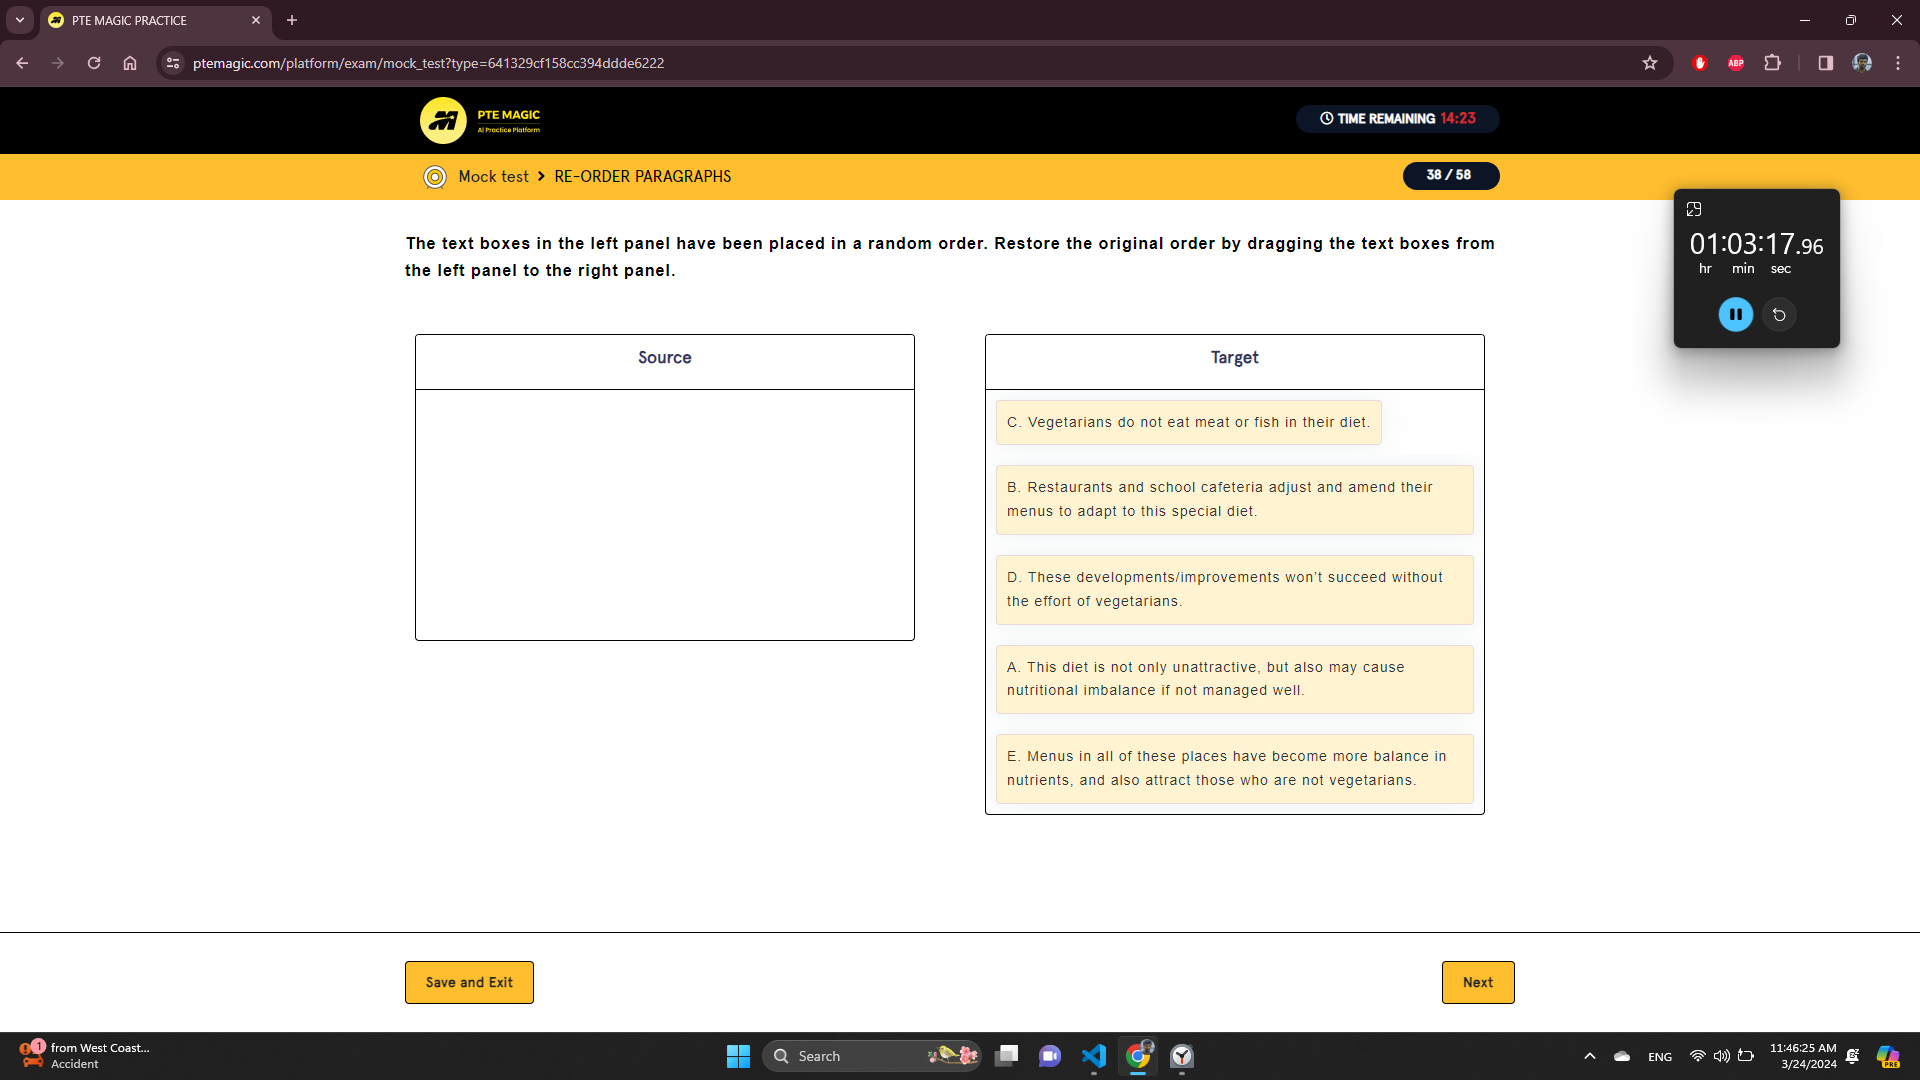 PTE MAGIC PRACTICE
ptemagic.com/platform/exam/mock_test?type=641329cf158cc394ddde6222
ABP
PTE MAGIC
AI Practice Platform
TIME REMAINING 14:23
Mock test > RE-ORDER PARAGRAPHS
38 / 58
01:03:17.96
hr min sec
The text boxes in the left panel have been placed in a random order. Restore the original order by dragging the text boxes from
the left panel to the right panel.
Source
Target
C. Vegetarians do not eat meat or fish in their diet.
B. Restaurants and school cafeteria adjust and amend their
menus to adapt to this special diet.
D. These developments/improvements won't succeed without
the effort of vegetarians.
A. This diet is not only unattractive, but also may cause
nutritional imbalance if not managed well.
E. Menus in all of these places have become more balance in
nutrients, and also attract those who are not vegetarians.
Save and Exit
Next
1
from West Coast...
Accident
Search
ENG
11:46:25 AM
3/24/2024
PRE